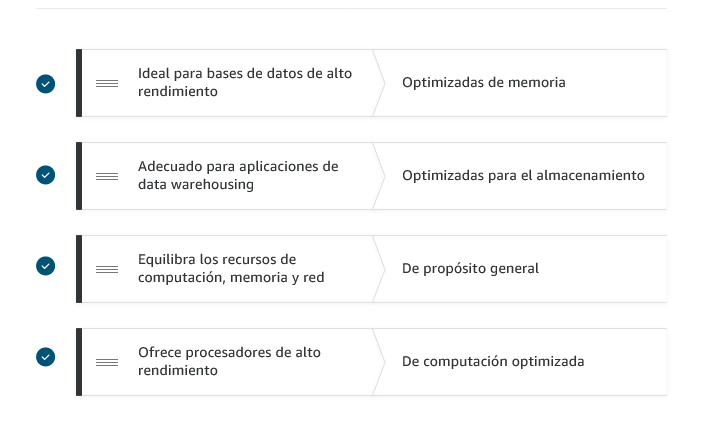 Ideal para bases de datos de alto
rendimiento
Optimizadas de memoria
Adecuado para aplicaciones de
data warehousing
Optimizadas para el almacenamiento
Equilibra los recursos de
computación, memoria y red
De propósito general
Ofrece procesadores de alto
rendimiento
De computación optimizada